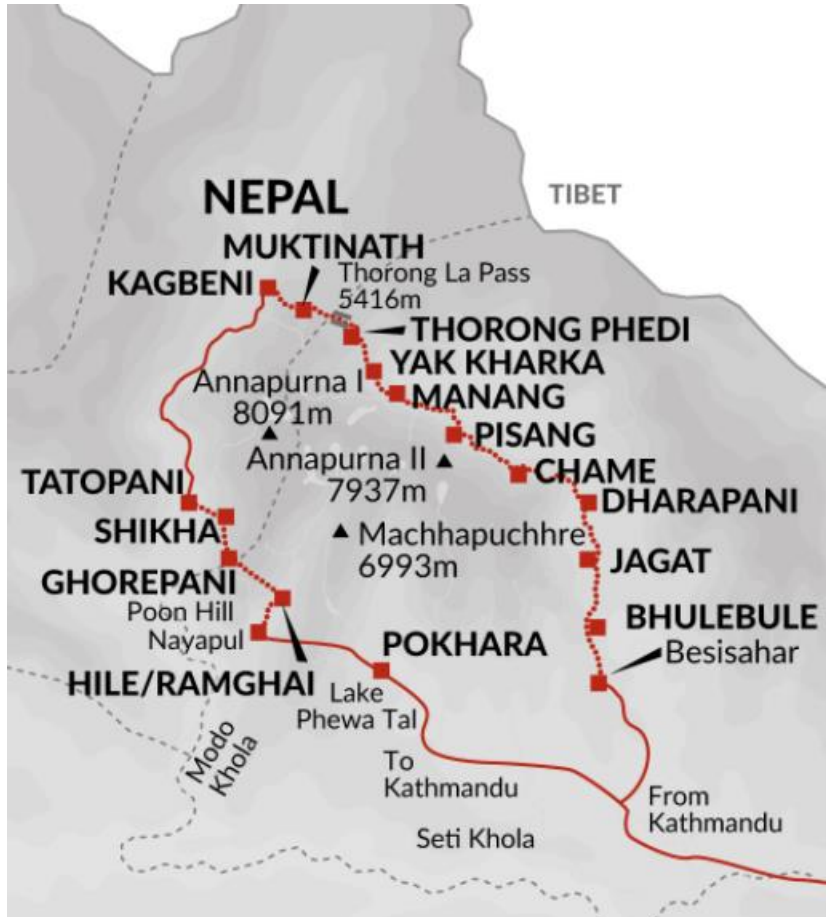 TIBET
NEPAL
MUKTINATH
KAGBENI
Thorong La Pass
5416m
THORONG PHEDI
YAK KHARKA
Annapurna I
8091m
MANANG
PISANG
Annapurna II
7937m
CHAME
TATOPANI
DHARAPANI
SHIKHA
Machhapuchhre
6993m
JAGAT
GHOREPANI
Poon Hill
Nayapul
BHULEBULE
POKHARA
Besisahar
HILE/RAMGHAI
Lake
Phewa Tal
Modo
Khola
To
Kathmandu
From
Kathmandu
Seti Khola